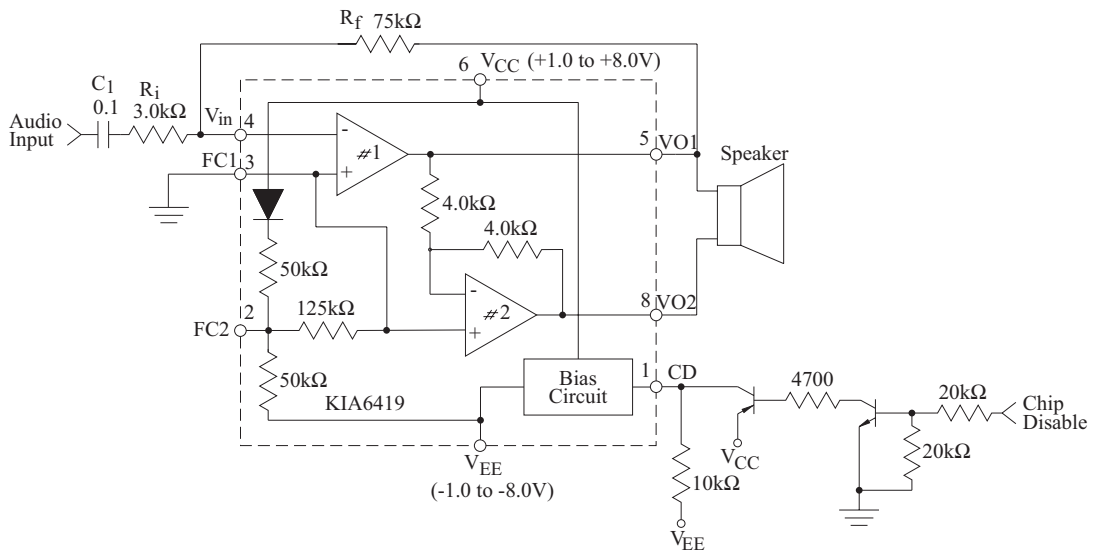 Rf 75kΩ
6 VCC (+1.0 to +8.0V)
C1
0.1
Ri
3.0kΩ
Audio
Input
Vin 4
#1
-
+
5 VO1
Speaker
FC1 3
4.0kΩ
4.0kΩ
50kΩ
#2
-
+
FC2 2
125kΩ
8 VO2
50kΩ
KIA6419
Bias
Circuit
1 CD
4700
20kΩ
Chip
Disable
VCC
20kΩ
VEE
(-1.0 to -8.0V)
10kΩ
VEE